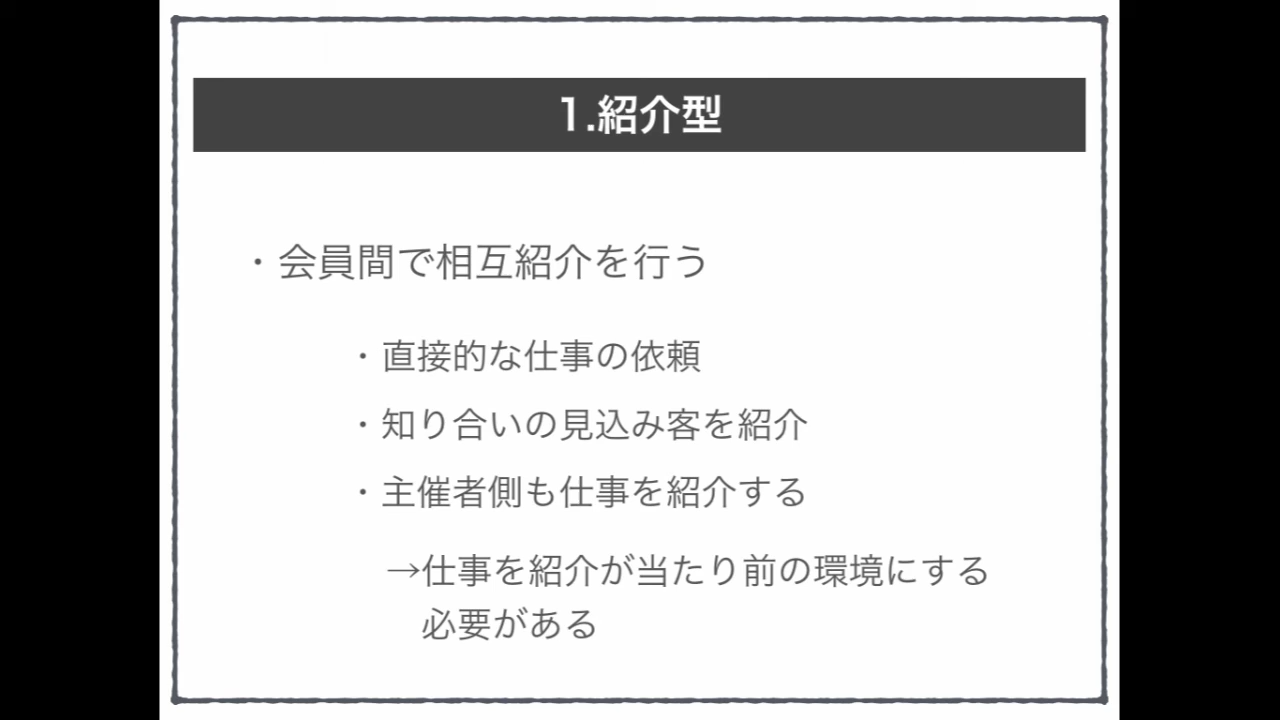 1.紹介型
・会員間で相互紹介を行う
・直接的な仕事の依頼
・知り合いの見込み客を紹介
・主催者側も仕事を紹介する
→仕事を紹介が当たり前の環境にする
必要がある